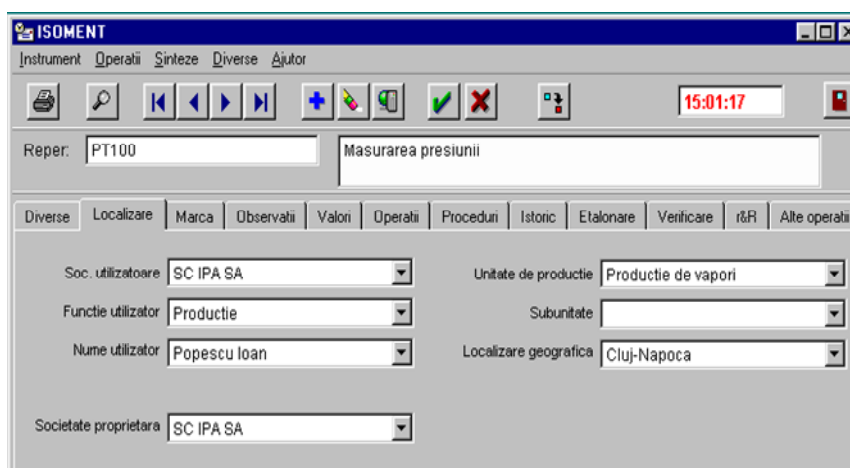 ISOMENT
Instrument Operatii Sinteze Diverse Ajutor
15:01:17
Reper: PT100 Masurarea presiunii
Diverse Localizare Marca Observatii Valori Operatii Proceduri Istoric Etalonare Verificare r&R Alte operatii
Soc. utilizatoare SC IPA SA Unitate de productie Productie de vapori
Functie utilizator Productie Subunitate
Nume utilizator Popescu Ioan Localizare geografica Cluj-Napoca
Societate proprietara SC IPA SA